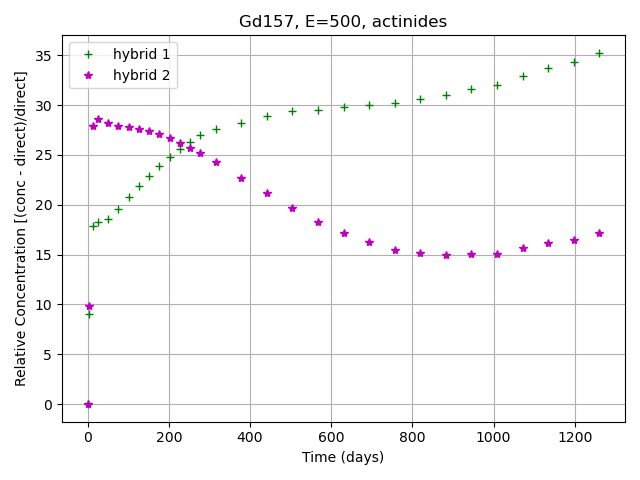 Gd157, E=500, actinides
hybrid 1
hybrid 2
Relative Concentration [(conc - direct)/direct]
35
30
25
20
15
10
5
0
0 200 400 600 800 1000 1200
Time (days)